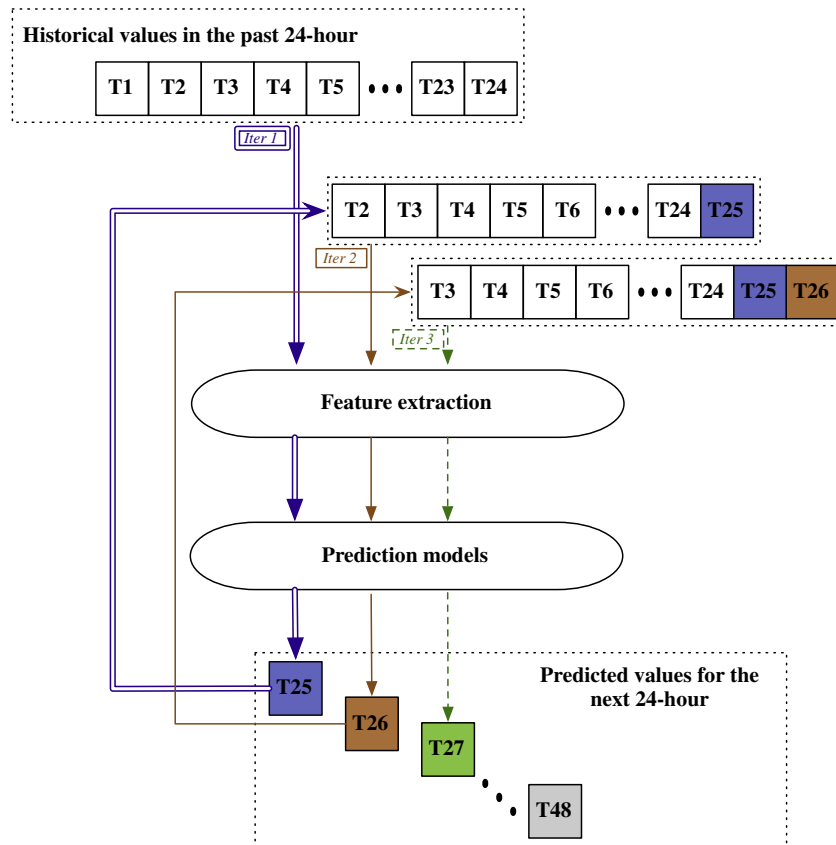 Historical values in the past 24-hour
T1 T2 T3 T4 T5 ••• T23 T24
Iter 1
T2 T3 T4 T5 T6 ••• T24 T25
Iter 2
T3 T4 T5 T6 ••• T24 T25 T26
Iter 3
Feature extraction
Prediction models
Predicted values for the
next 24-hour
T25
T26
T27
T48